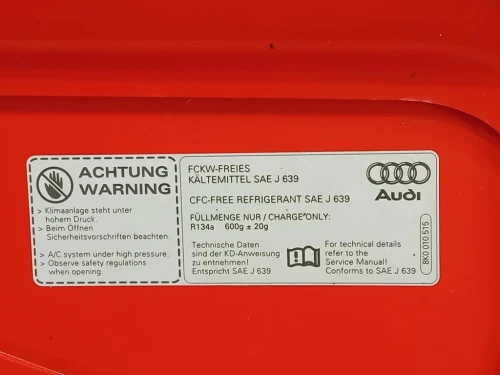 ACHTUNG
WARNING
> Klimaanlage steht unter
hohem Druck.
> Beim Öffnen
Sicherheitsvorschriften beachten.
> A/C system under high pressure.
> Observe safety regulations
when opening.
FCKW-FREIES
KÄLTEMITTEL SAE J 639
CFC-FREE REFRIGERANT SAE J 639
FÜLLMENGE NUR / CHARGE ONLY:
R134a 600g ± 20g
Technische Daten
sind der KD-Anweisung
zu entnehmen!
Entspricht SAE J 639
For technical details
refer to the
Service Manual!
Conforms to SAE J 639
Audi
8K0 010 515